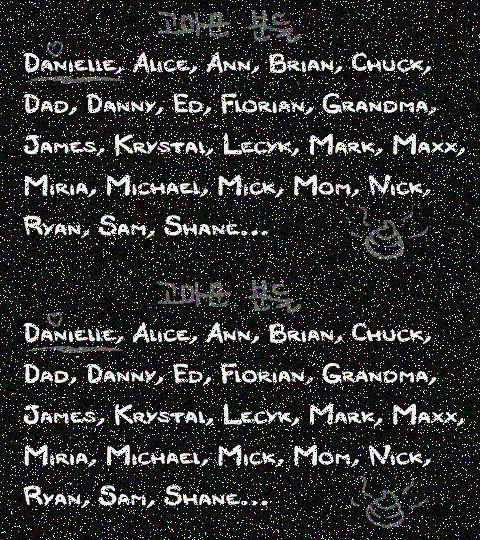 고마운 분들
Danielle, Alice, Ann, Brian, Chuck,
Dad, Danny, Ed, Florian, Grandma,
James, Krystal, Lecyk, Mark, Maxx,
Miria, Michael, Mick, Mom, Nick,
Ryan, Sam, Shane...
고마운 분들
Danielle, Alice, Ann, Brian, Chuck,
Dad, Danny, Ed, Florian, Grandma,
James, Krystal, Lecyk, Mark, Maxx,
Miria, Michael, Mick, Mom, Nick,
Ryan, Sam, Shane...